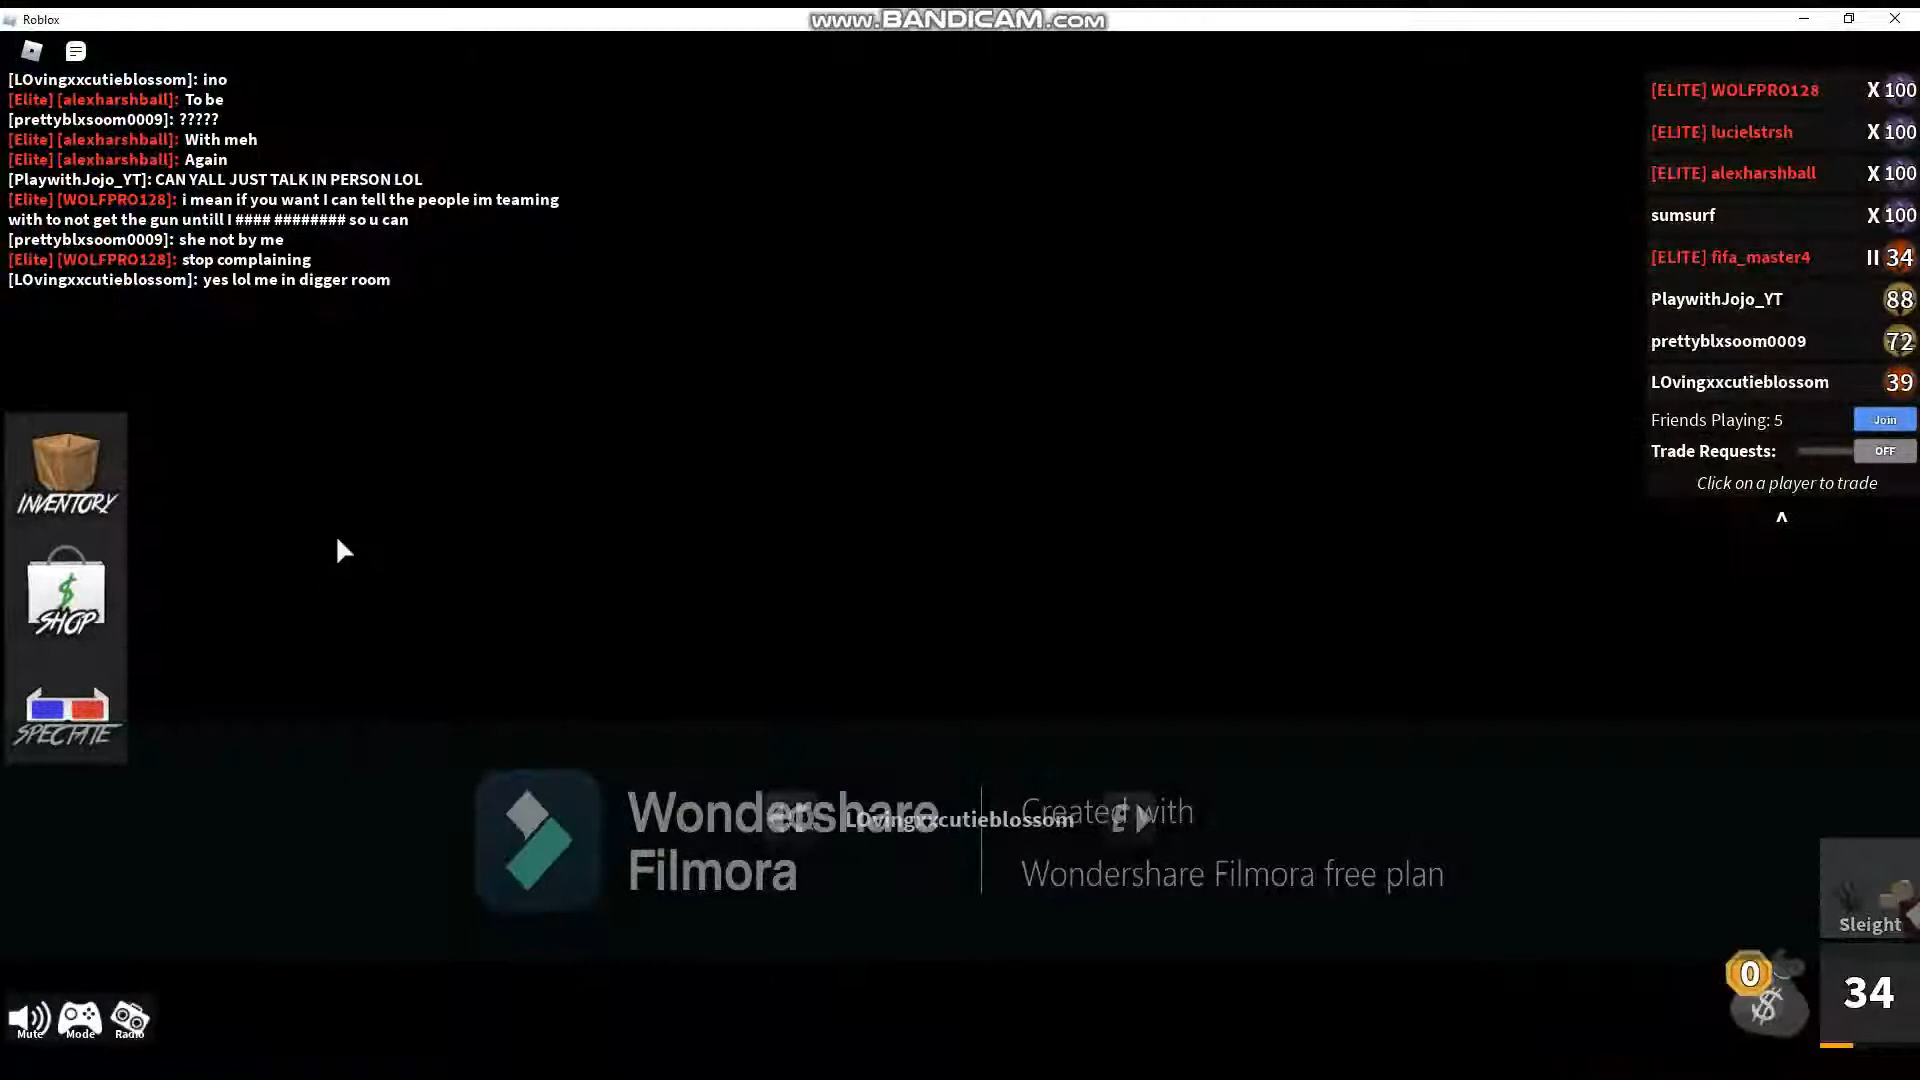 Roblox
www.BANDICAM.com
[LOvingxxcutieblossom]: ino
[Elite] [alexharshball]: To be
[prettyblxsoom0009]: ?????
[Elite] [alexharshball]: With meh
[Elite] [alexharshball]: Again
[PlaywithJojo_YT]: CAN YALL JUST TALK IN PERSON LOL
[Elite] [WOLFPRO128]: i mean if you want I can tell the people im teaming
with to not get the gun untill I #### ######## so u can
[prettyblxsoom0009]: she not by me
[Elite] [WOLFPRO128]: stop complaining
[LOvingxxcutieblossom]: yes lol me in digger room
[ELITE] WOLFPRO128 X 100
[ELITE] lucielstrsh X 100
[ELITE] alexharshball X 100
sumsurf X 100
[ELITE] fifa_master4 II 34
PlaywithJojo_YT 88
prettyblxsoom0009 72
LOvingxxcutieblossom 39
Friends Playing: 5 Join
Trade Requests: OFF
Click on a player to trade
^
INVENTORY
$
SHOP
SPECTATE
Wondershare
Filmora
LOvingxxcutieblossom
Created with
Wondershare Filmora free plan
Sleight
0
$
34
Mute Mode Radio